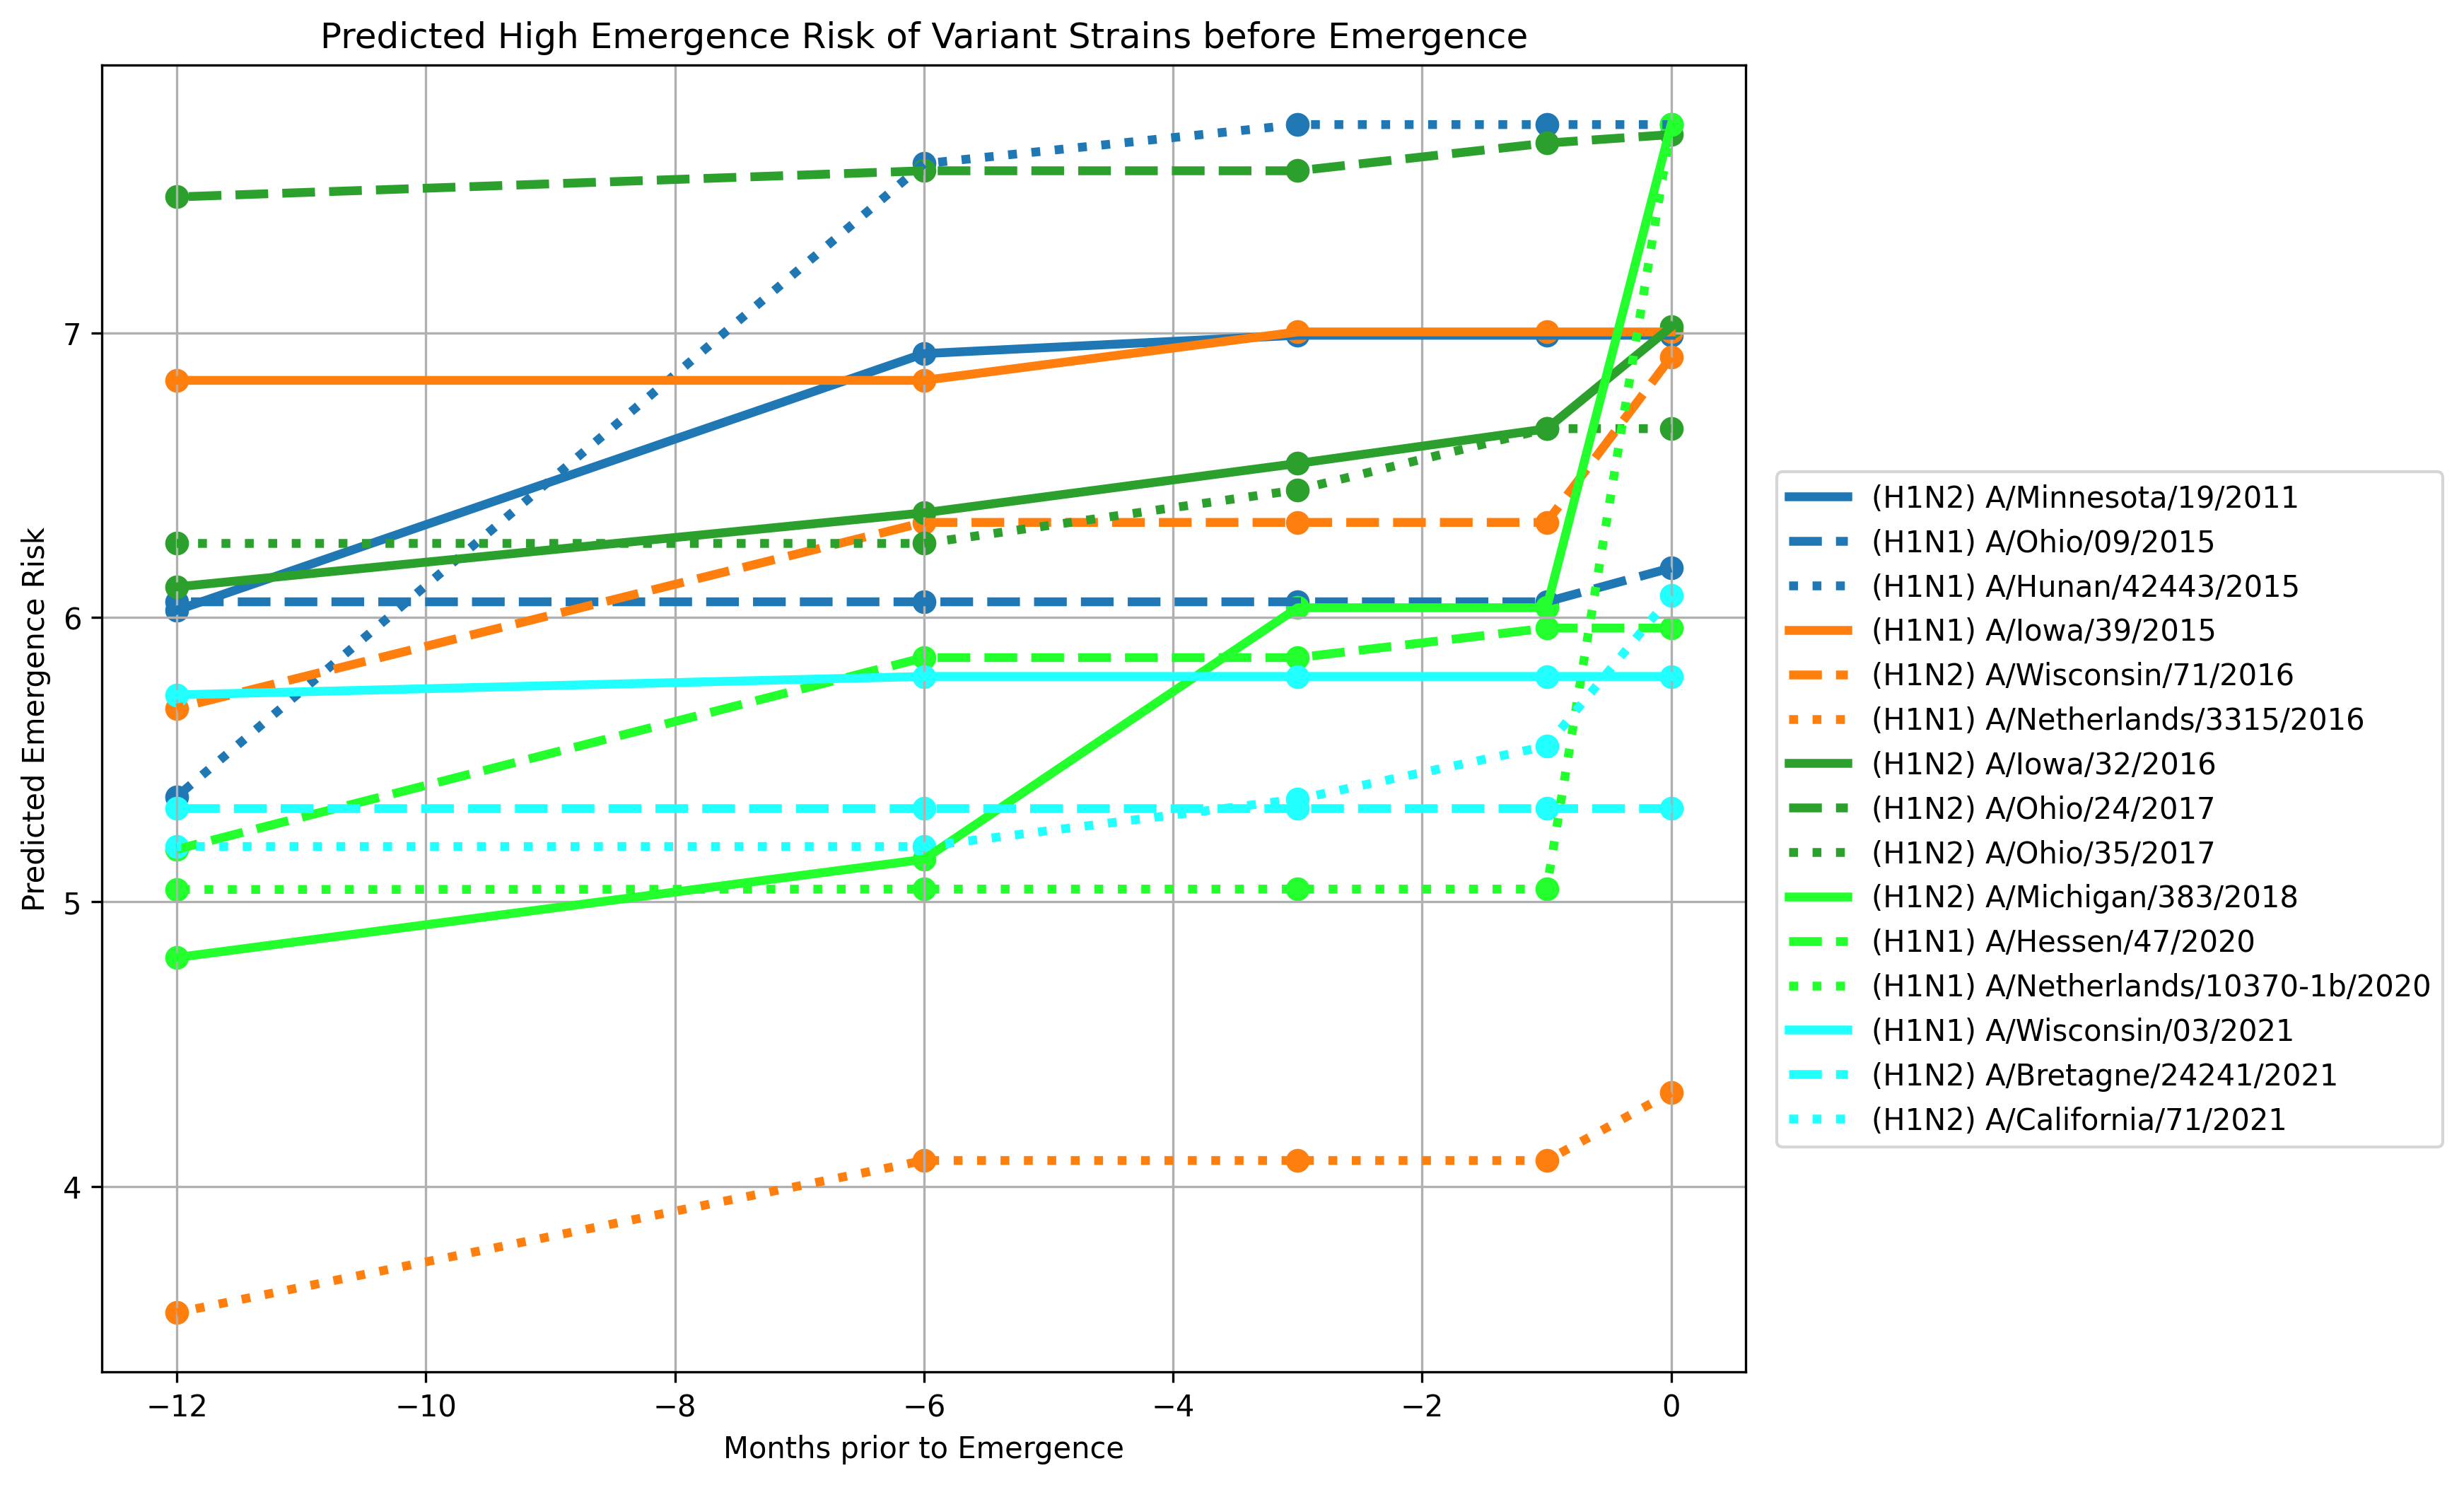 Predicted High Emergence Risk of Variant Strains before Emergence
Predicted Emergence Risk
7
6
5
4
−12
−10
−8
−6
−4
−2
0
Months prior to Emergence
(H1N2) A/Minnesota/19/2011
(H1N1) A/Ohio/09/2015
(H1N1) A/Hunan/42443/2015
(H1N1) A/Iowa/39/2015
(H1N2) A/Wisconsin/71/2016
(H1N1) A/Netherlands/3315/2016
(H1N2) A/Iowa/32/2016
(H1N2) A/Ohio/24/2017
(H1N2) A/Ohio/35/2017
(H1N2) A/Michigan/383/2018
(H1N1) A/Hessen/47/2020
(H1N1) A/Netherlands/10370-1b/2020
(H1N1) A/Wisconsin/03/2021
(H1N2) A/Bretagne/24241/2021
(H1N2) A/California/71/2021